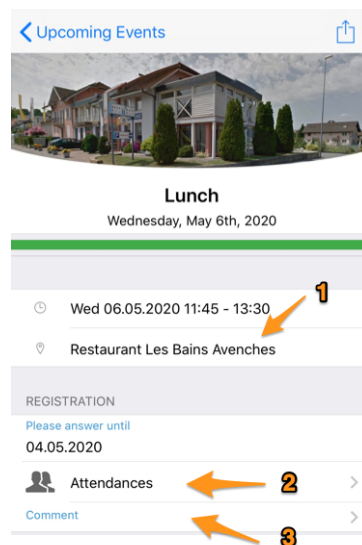 Upcoming Events
Lunch
Wednesday, May 6th, 2020
1
Wed 06.05.2020 11:45 - 13:30
Restaurant Les Bains Avenches
REGISTRATION
Please answer until
04.05.2020
Attendances 2
Comment
3